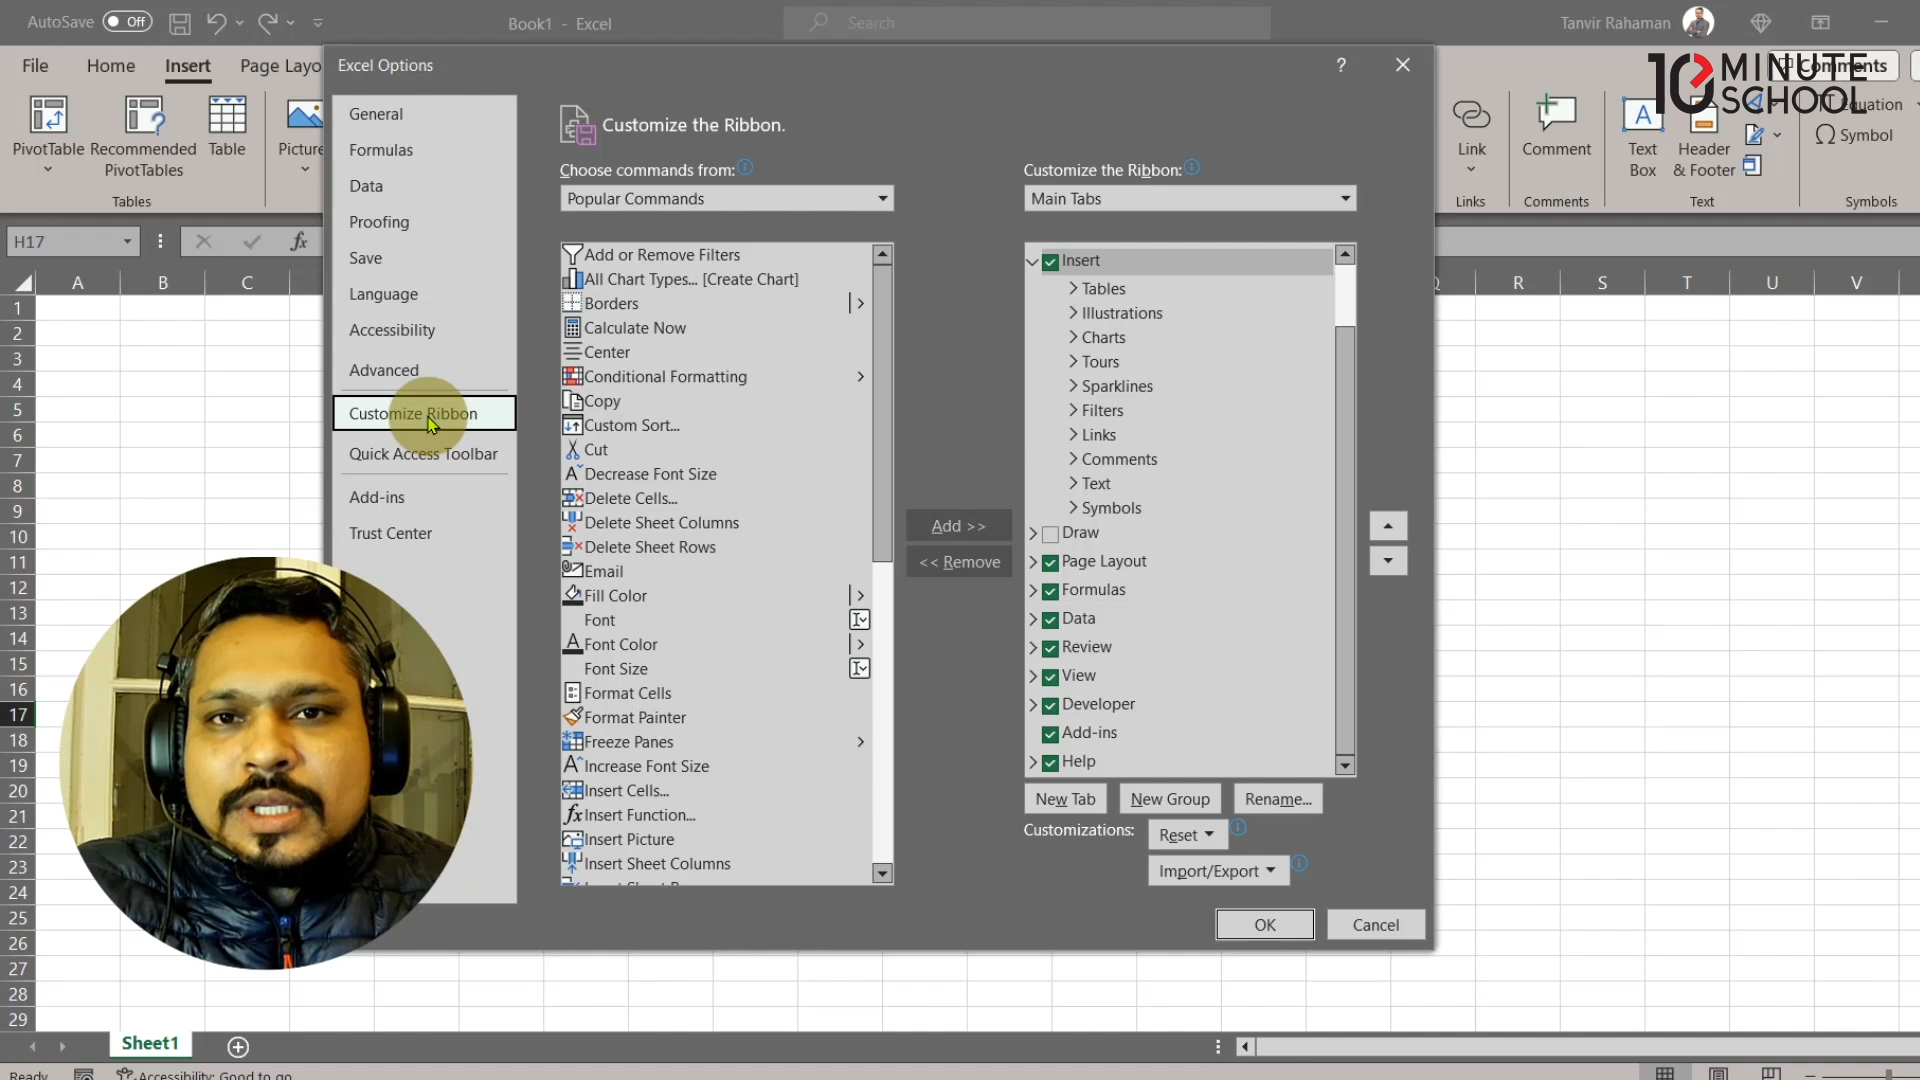 AutoSave Off
Book1 - Excel
Search
Tanvir Rahaman
File Home Insert Page Layo
Comments
10 MINUTE SCHOOL
PivotTable
Recommended PivotTables
Table
Picture
Tables
Link
Links
Comment
Comments
Text Box
Header & Footer
Text
Equation
Symbol
Symbols
H17
fx
A B C
Q R S T U V
1
2
3
4
5
6
7
8
9
10
11
12
13
14
15
16
17
18
19
20
21
22
23
24
25
26
27
28
29
Excel Options
?
General
Formulas
Data
Proofing
Save
Language
Accessibility
Advanced
Customize Ribbon
Quick Access Toolbar
Add-ins
Trust Center
Customize the Ribbon.
Choose commands from:
Popular Commands
Add or Remove Filters
All Chart Types... [Create Chart]
Borders
Calculate Now
Center
Conditional Formatting
Copy
Custom Sort...
Cut
Decrease Font Size
Delete Cells...
Delete Sheet Columns
Delete Sheet Rows
Email
Fill Color
Font
Font Color
Font Size
Format Cells
Format Painter
Freeze Panes
Increase Font Size
Insert Cells...
Insert Function...
Insert Picture
Insert Sheet Columns
Add >>
<< Remove
Customize the Ribbon:
Main Tabs
Insert
Tables
Illustrations
Charts
Tours
Sparklines
Filters
Links
Comments
Text
Symbols
Draw
Page Layout
Formulas
Data
Review
View
Developer
Add-ins
Help
New Tab New Group Rename...
Customizations: Reset
Import/Export
OK Cancel
Sheet1
Ready
Accessibility: Good to go